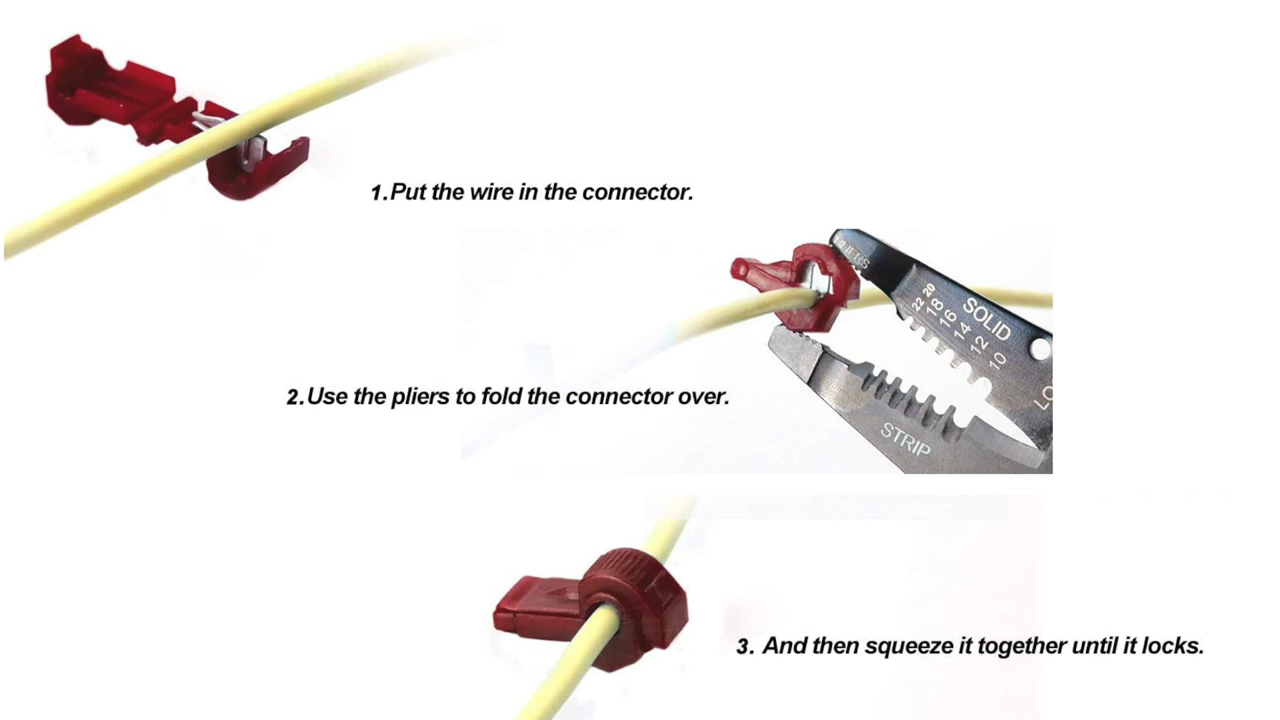 1.Put the wire in the connector.
PLIERS
SOLID
20
22 18 16 14 12 10
2.Use the pliers to fold the connector over.
STRIP
3. And then squeeze it together until it locks.